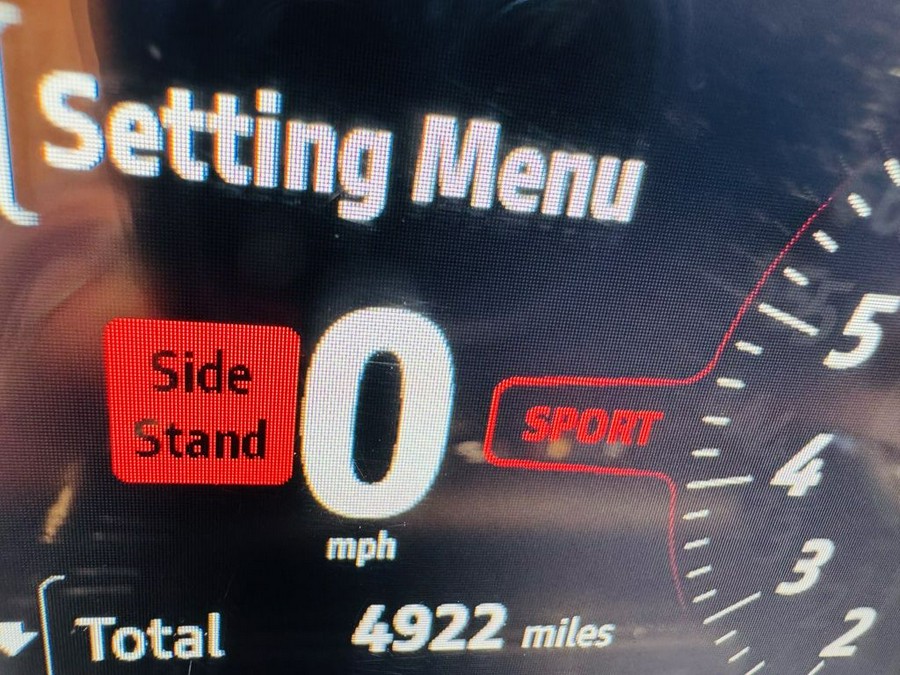 Setting Menu
Side
Stand
0
mph
SPORT
5
4
3
2
Total 4922 miles